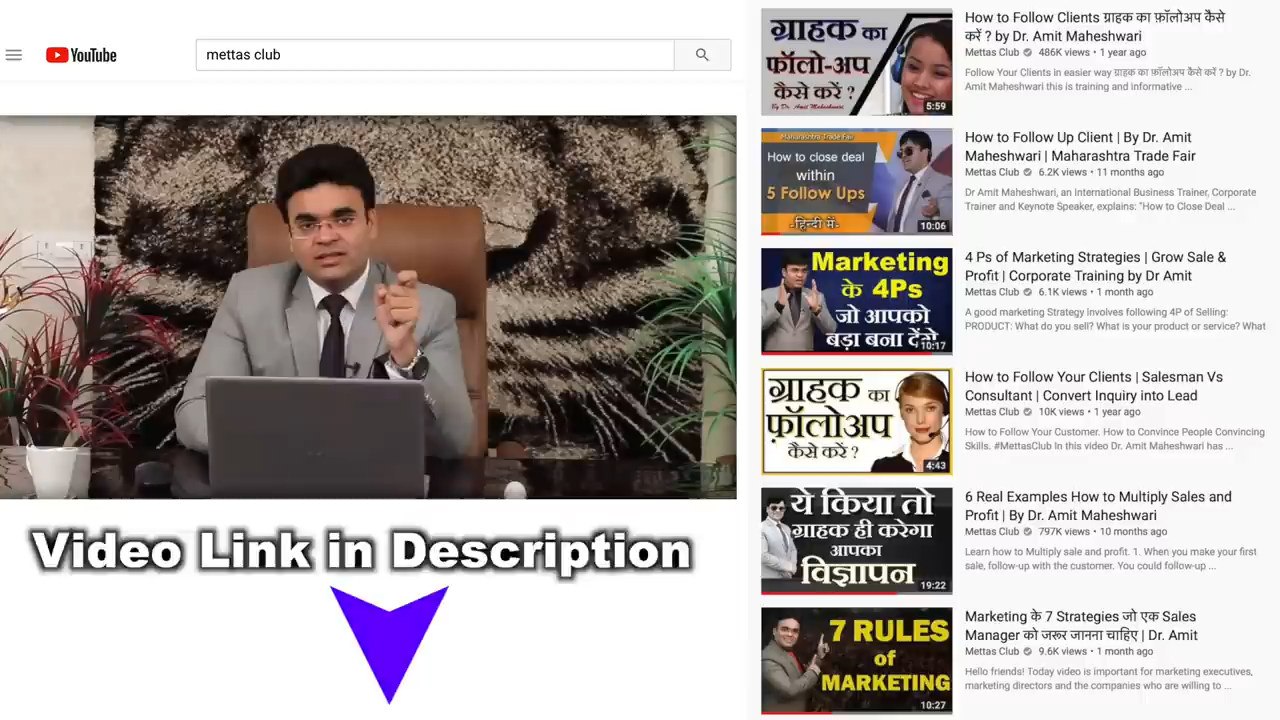 YouTube
mettas club
Video Link in Description
ग्राहक का
फॉलो-अप
कैसे करें ?
By Dr. Amit Maheshwari
5:59
How to Follow Clients ग्राहक का फ़ॉलोअप कैसे
करें ? by Dr. Amit Maheshwari
Mettas Club 486K views • 1 year ago
Follow Your Clients in easier way ग्राहक का फ़ॉलोअप कैसे करें ? by Dr.
Amit Maheshwari this is training and informative ...
Maharashtra Trade Fair
How to close deal
within
5 Follow Ups
-हिन्दी में-
10:06
How to Follow Up Client | By Dr. Amit
Maheshwari | Maharashtra Trade Fair
Mettas Club 6.2K views • 11 months ago
Dr Amit Maheshwari, an International Business Trainer, Corporate
Trainer and Keynote Speaker, explains: "How to Close Deal ...
Marketing
के 4Ps
जो आपको
बड़ा बना देंगे
10:17
4 Ps of Marketing Strategies | Grow Sale &
Profit | Corporate Training by Dr Amit
Mettas Club 6.1K views • 1 month ago
A good marketing Strategy involves following 4P of Selling:
PRODUCT: What do you sell? What is your product or service? What
ग्राहक का
फ़ॉलोअप
कैसे करें ?
4:43
How to Follow Your Clients | Salesman Vs
Consultant | Convert Inquiry into Lead
Mettas Club 10K views • 1 year ago
How to Follow Your Customer. How to Convince People Convincing
Skills. #MettasClub In this video Dr. Amit Maheshwari has ...
ये किया तो
ग्राहक ही करेगा
आपका
विज्ञापन
19:22
6 Real Examples How to Multiply Sales and
Profit | By Dr. Amit Maheshwari
Mettas Club 797K views • 10 months ago
Learn how to Multiply sale and profit. 1. When you make your first
sale, follow-up with the customer. You could follow-up ...
7 RULES
of
MARKETING
10:27
Marketing के 7 Strategies जो एक Sales
Manager को जरूर जानना चाहिए | Dr. Amit
Mettas Club 9.6K views • 1 month ago
Hello friends! Today video is important for marketing executives,
marketing directors and the companies who are willing to ...